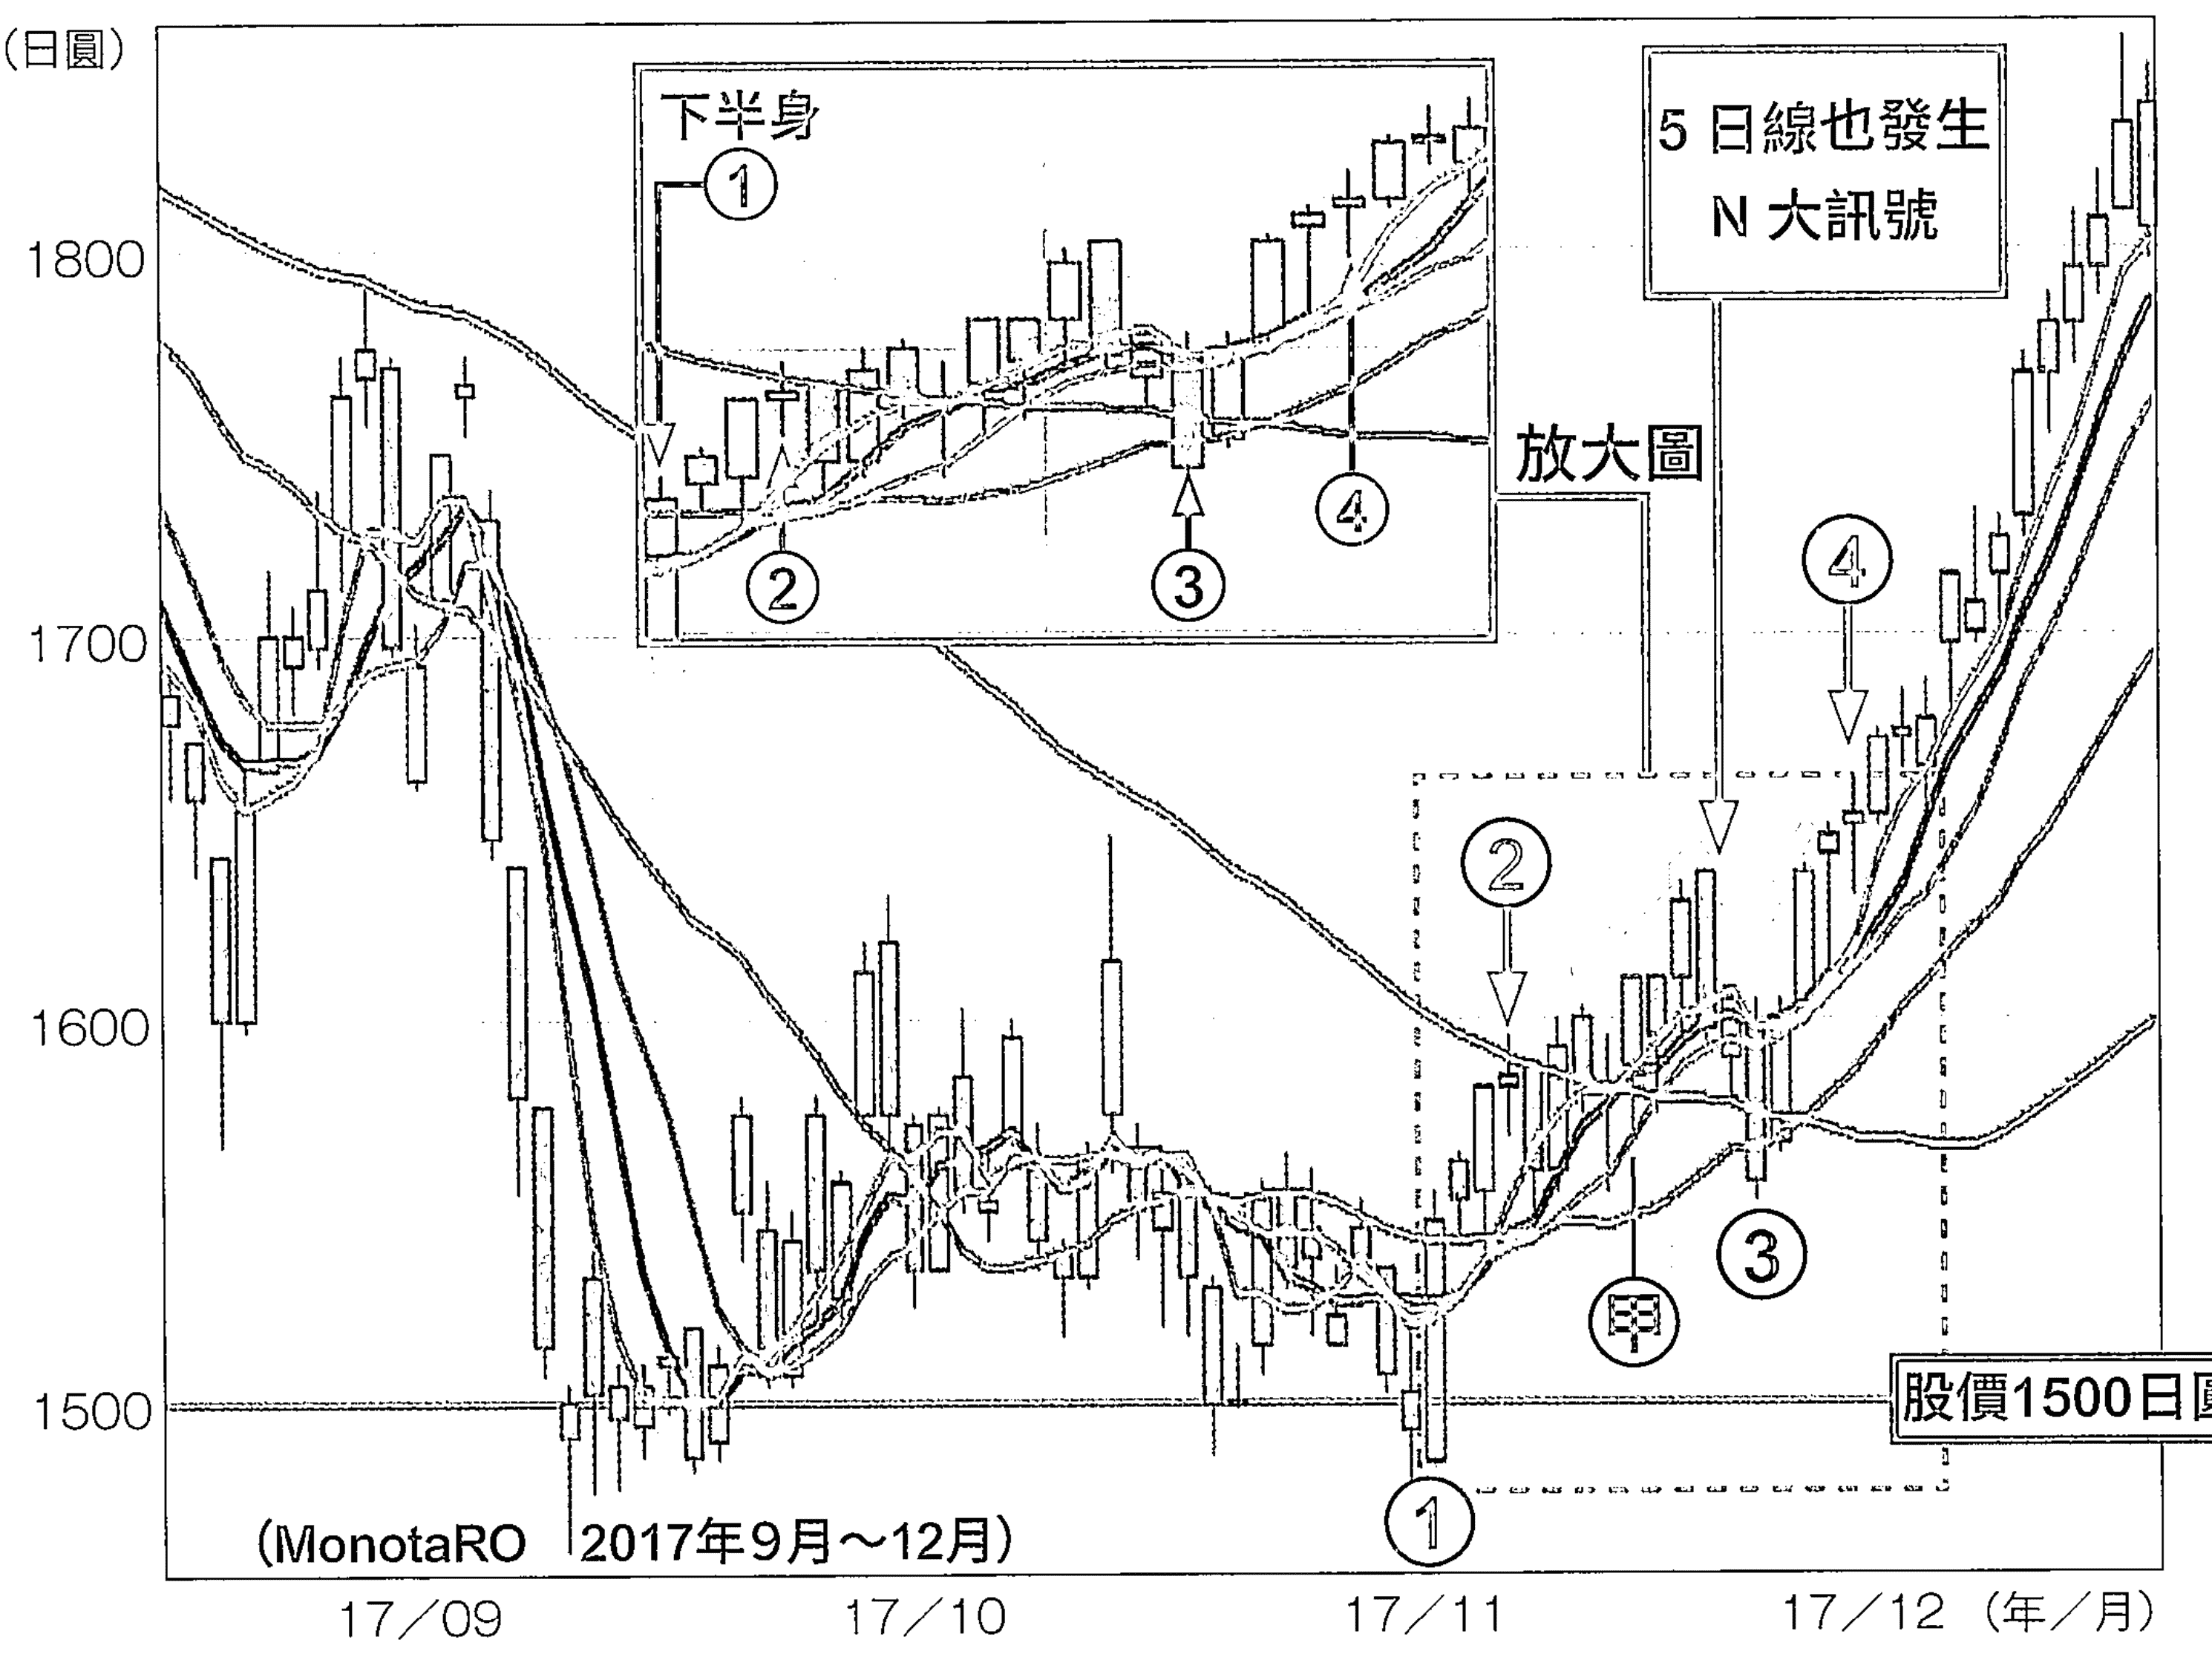 (日圓)
下半身
①
5 日線也發生
N 大訊號
1800
放大圖
④
②
③
④
1700
②
1600
③
甲
1500
股價1500日
①
(MonotaRO 2017年9月～12月)
17／09
17／10
17／11
17／12
(年／月)